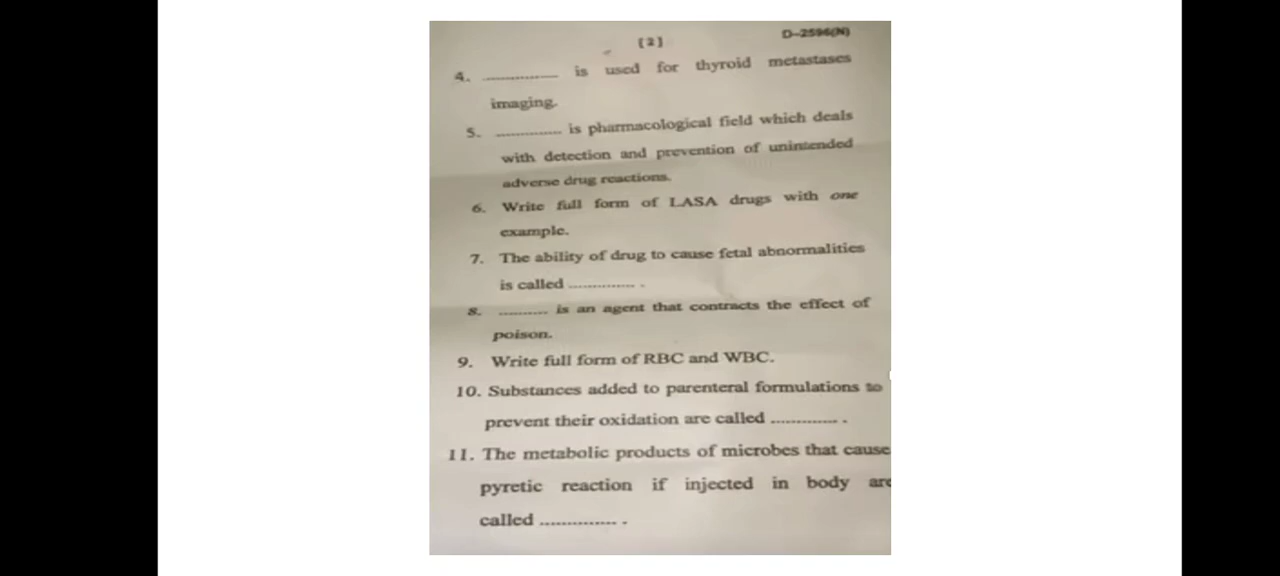 [2]
D-2596(N)
4. .............. is used for thyroid metastases
imaging.
5. .............. is pharmacological field which deals
with detection and prevention of unintended
adverse drug reactions.
6. Write full form of LASA drugs with one
example.
7. The ability of drug to cause fetal abnormalities
is called .............. .
8. .......... is an agent that contracts the effect of
poison.
9. Write full form of RBC and WBC.
10. Substances added to parenteral formulations to
prevent their oxidation are called .............. .
11. The metabolic products of microbes that cause
pyretic reaction if injected in body are
called .............. .